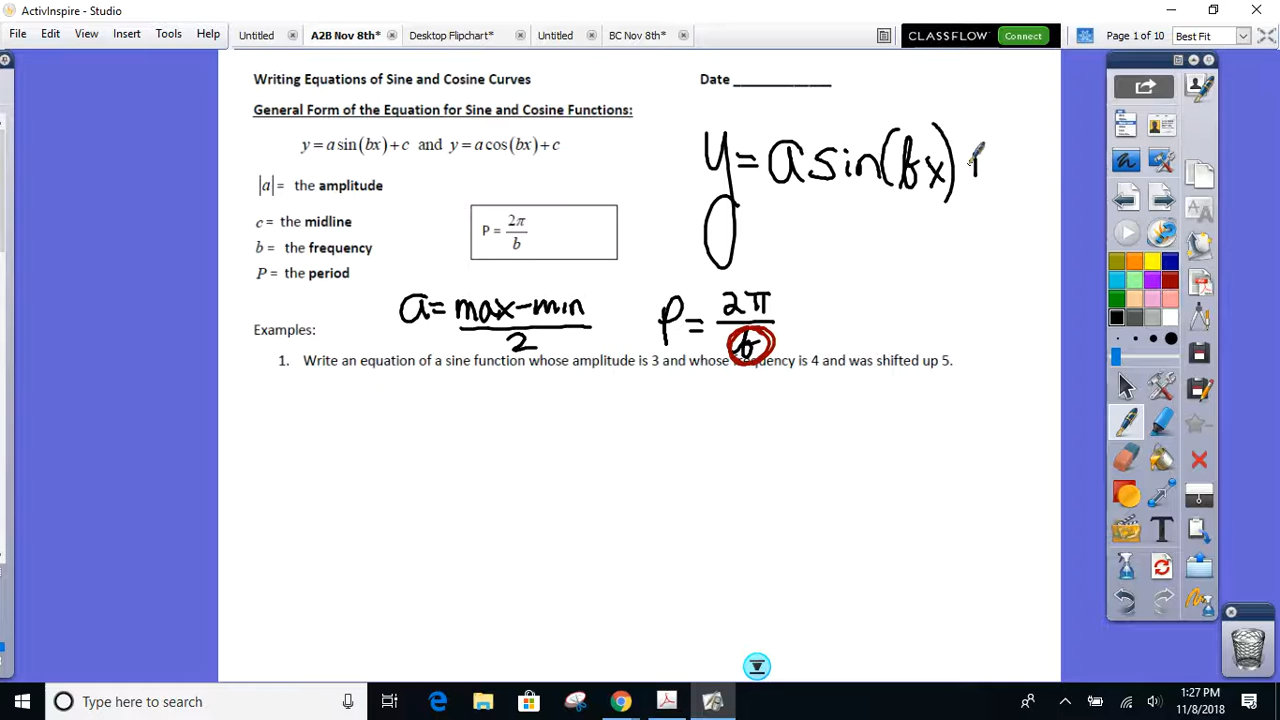 ActivInspire - Studio
File Edit View Insert Tools Help
Untitled A2B Nov 8th* Desktop Flipchart* Untitled BC Nov 8th*
CLASSFLOW Connect Page 1 of 10 Best Fit
Writing Equations of Sine and Cosine Curves Date ______________
General Form of the Equation for Sine and Cosine Functions:
y = a sin(bx) + c and y = a cos(bx) + c
y = a sin(bx)
|a| = the amplitude
c = the midline
b = the frequency
P = 2π/b
P = the period
a = max-min/2
P = 2π/b
Examples:
1. Write an equation of a sine function whose amplitude is 3 and whose frequency is 4 and was shifted up 5.
Type here to search
1:27 PM
11/8/2018